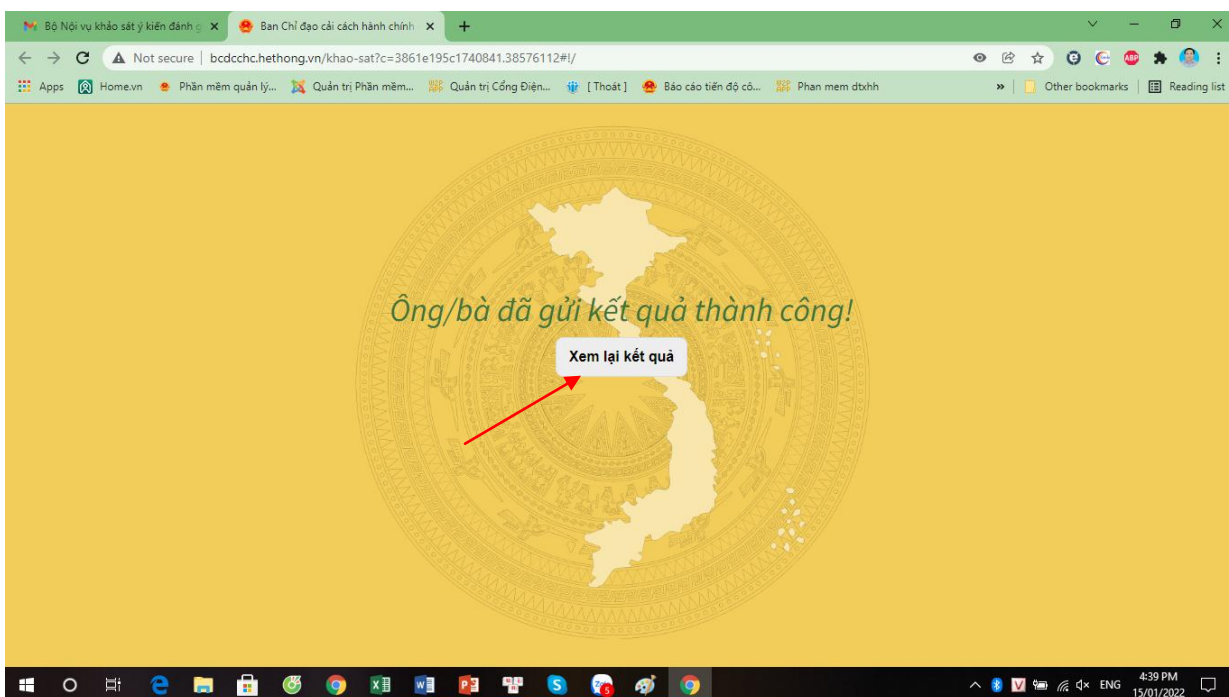 Bộ Nội vụ khảo sát ý kiến đánh g
Ban Chỉ đạo cải cách hành chính
Not secure | bcdcchc.hethong.vn/khao-sat?c=3861e195c1740841.38576112#!/
Apps Home.vn Phần mềm quản lý... Quản trị Phần mềm... Quản trị Cổng Điện... [ Thoát ] Báo cáo tiến độ cô... Phan mem dtxhh » Other bookmarks Reading list
Ông/bà đã gửi kết quả thành công!
Xem lại kết quả
ENG
4:39 PM
15/01/2022